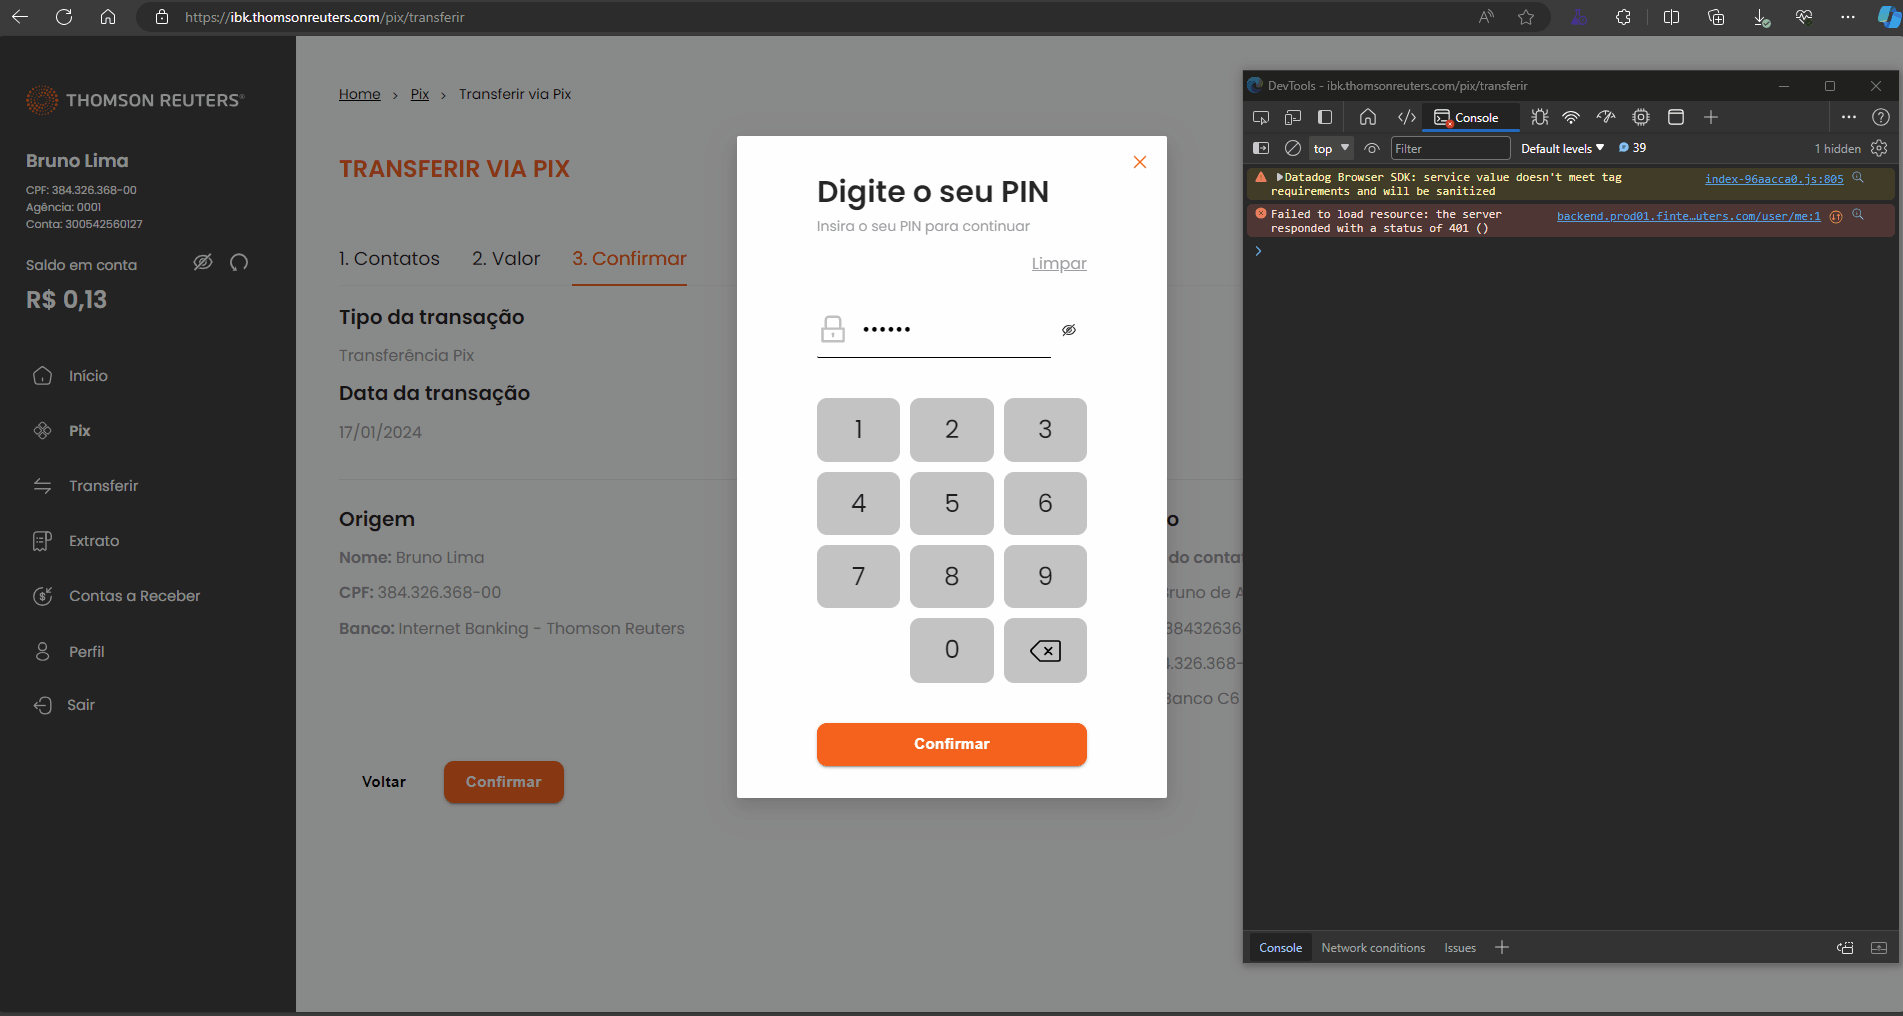 https://ibk.thomsonreuters.com/pix/transferir
THOMSON REUTERS®
Bruno Lima
CPF: 384.326.368-00
Agência: 0001
Conta: 300542560127
Saldo em conta
R$ 0,13
Início
Pix
Transferir
Extrato
Contas a Receber
Perfil
Sair
Home > Pix > Transferir via Pix
TRANSFERIR VIA PIX
1. Contatos 2. Valor 3. Confirmar
Tipo da transação
Transferência Pix
Data da transação
17/01/2024
Origem
Nome: Bruno Lima
CPF: 384.326.368-00
Banco: Internet Banking - Thomson Reuters
Voltar Confirmar
Digite o seu PIN
Insira o seu PIN para continuar
Limpar
••••••
1 2 3
4 5 6
7 8 9
0
Confirmar
o
do conta
Bruno de A
38432636
4.326.368-
Banco C6
DevTools - ibk.thomsonreuters.com/pix/transferir
Console
top Filter Default levels 39 1 hidden
Datadog Browser SDK: service value doesn't meet tag index-96aacca0.js:805
requirements and will be sanitized
Failed to load resource: the server backend.prod01.finte…uters.com/user/me:1
responded with a status of 401 ()
Console Network conditions Issues